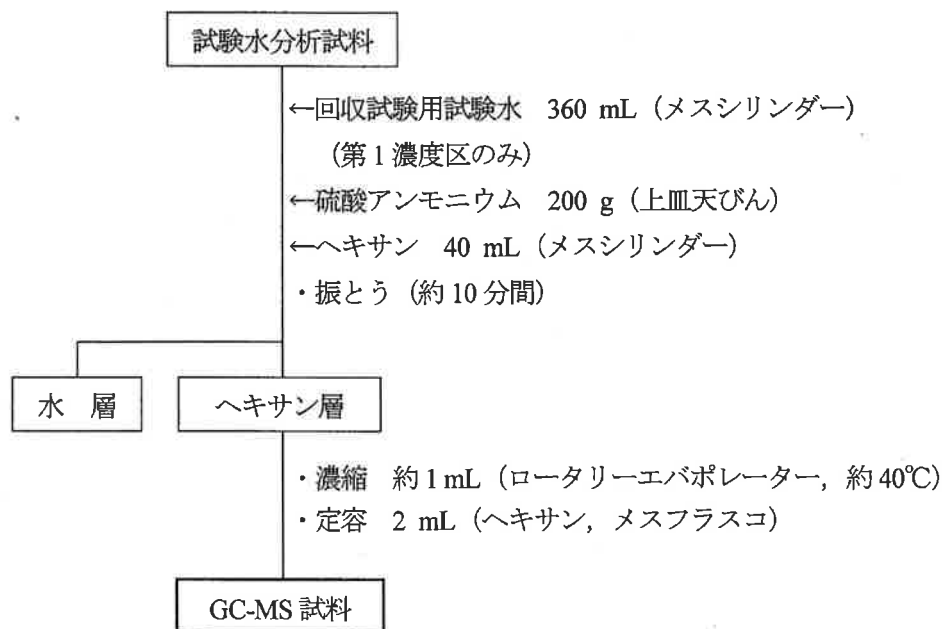 試験水分析試料
←回収試験用試験水 360 mL（メスシリンダー）
（第1濃度区のみ）
←硫酸アンモニウム 200 g（上皿天びん）
←ヘキサン 40 mL（メスシリンダー）
・振とう（約10分間）
水 層
ヘキサン層
・濃縮 約1 mL（ロータリーエバポレーター，約40℃）
・定容 2 mL（ヘキサン，メスフラスコ）
GC-MS 試料